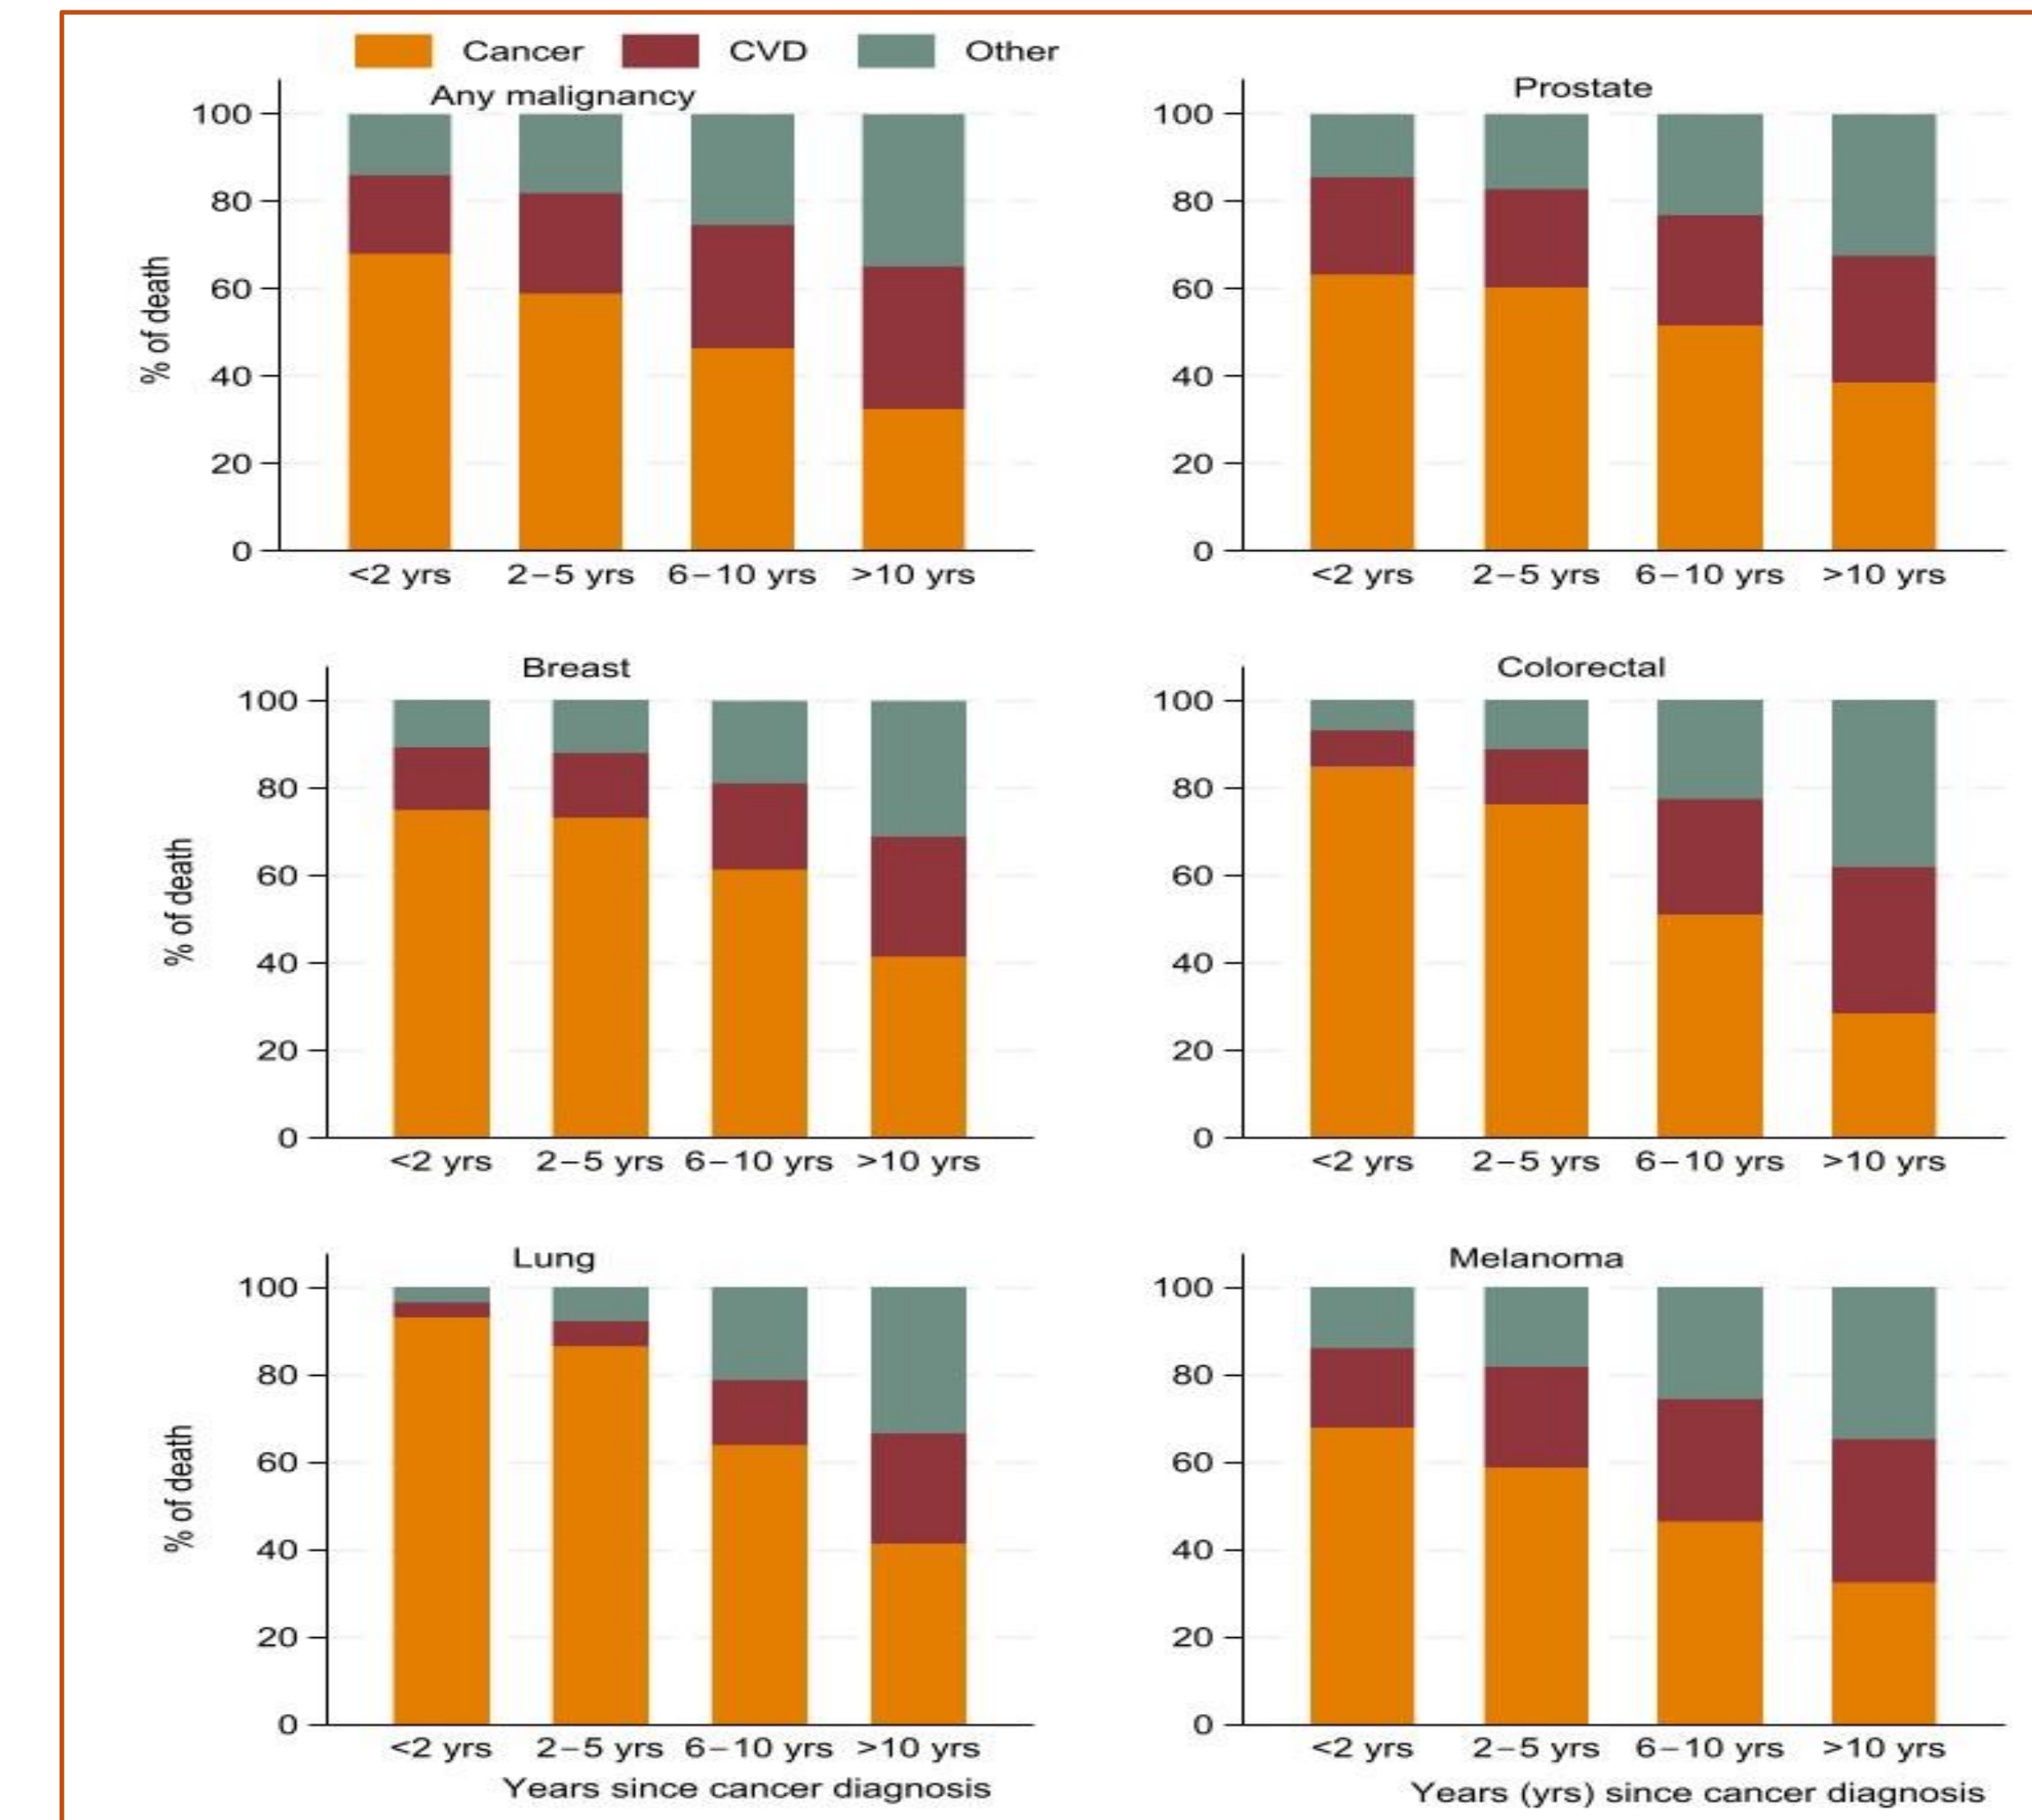 Cancer CVD Other
Any malignancy
% of death
100
80
60
40
20
0
<2 yrs 2–5 yrs 6–10 yrs >10 yrs
Prostate
100
80
60
40
20
0
<2 yrs 2–5 yrs 6–10 yrs >10 yrs
Breast
% of death
100
80
60
40
20
0
<2 yrs 2–5 yrs 6–10 yrs >10 yrs
Colorectal
100
80
60
40
20
0
<2 yrs 2–5 yrs 6–10 yrs >10 yrs
Lung
% of death
100
80
60
40
20
0
<2 yrs 2–5 yrs 6–10 yrs >10 yrs
Years since cancer diagnosis
Melanoma
100
80
60
40
20
0
<2 yrs 2–5 yrs 6–10 yrs >10 yrs
Years (yrs) since cancer diagnosis